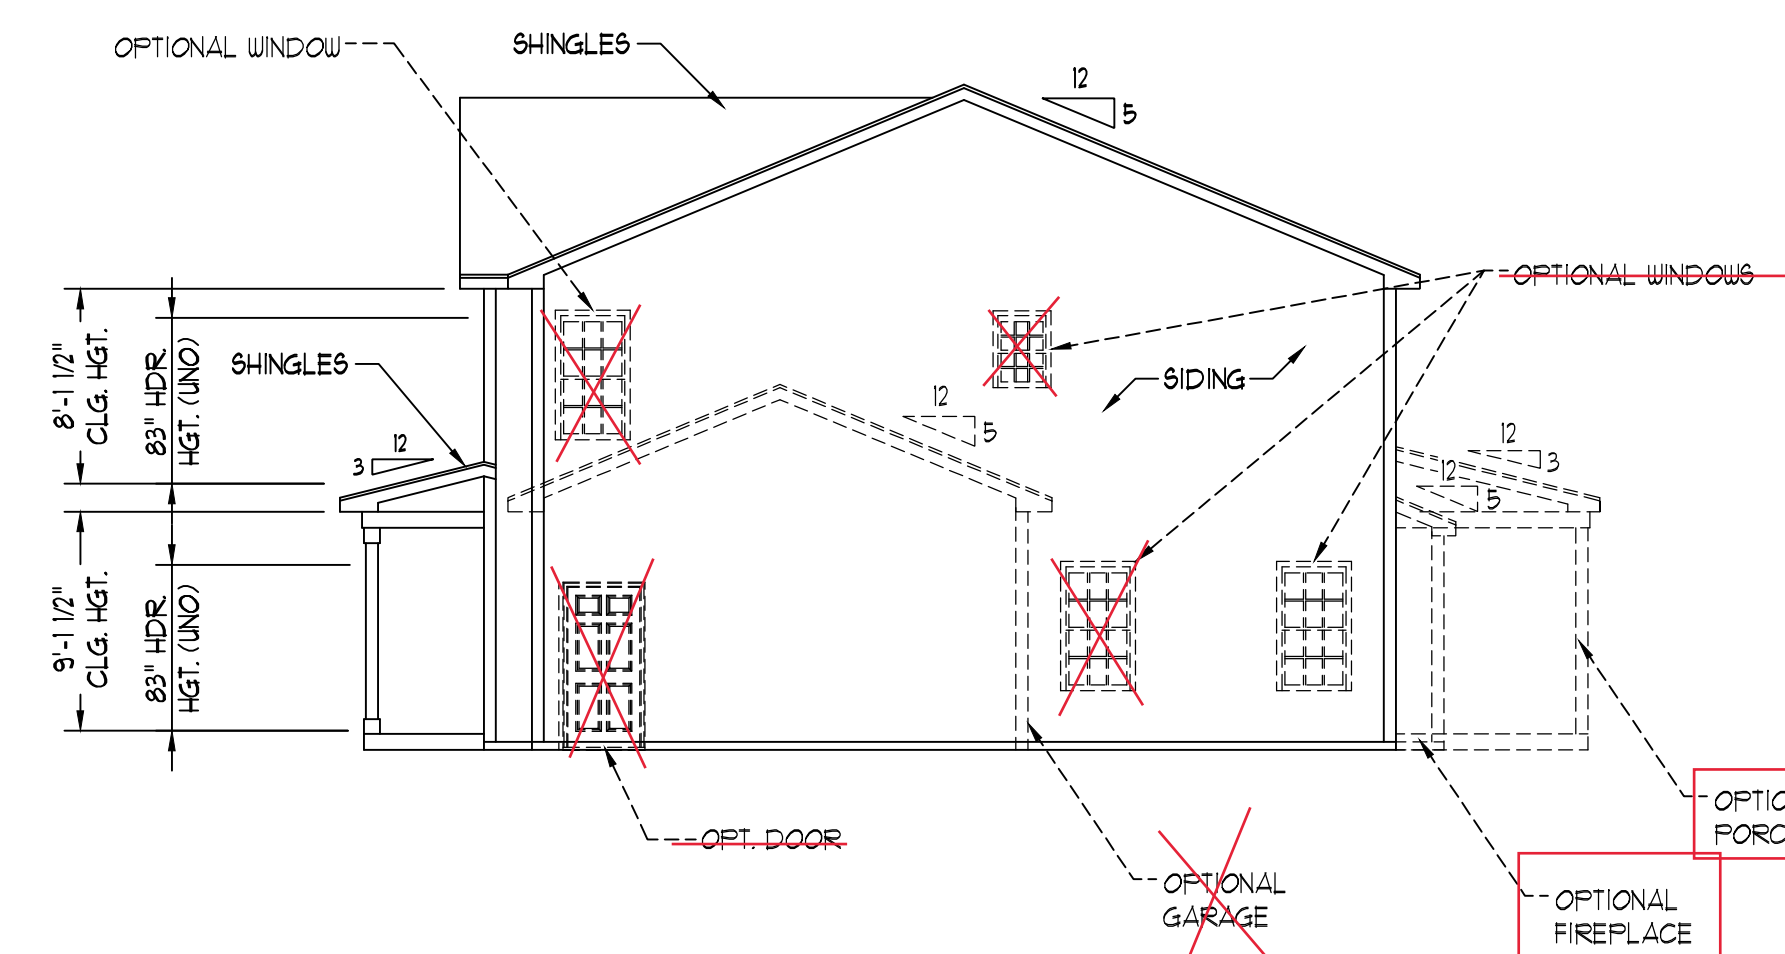 OPTIONAL WINDOW
SHINGLES
12
5
OPTIONAL WINDOWS
8'-1 1/2"
CLG. HGT.
83" HDR.
HGT. (UNO)
SHINGLES
SIDING
12
3
12
5
12
3
12
5
9'-1 1/2"
CLG. HGT.
83" HDR.
HGT. (UNO)
OPT. DOOR
OPTIONAL
GARAGE
OPTIO
PORC
OPTIONAL
FIREPLACE